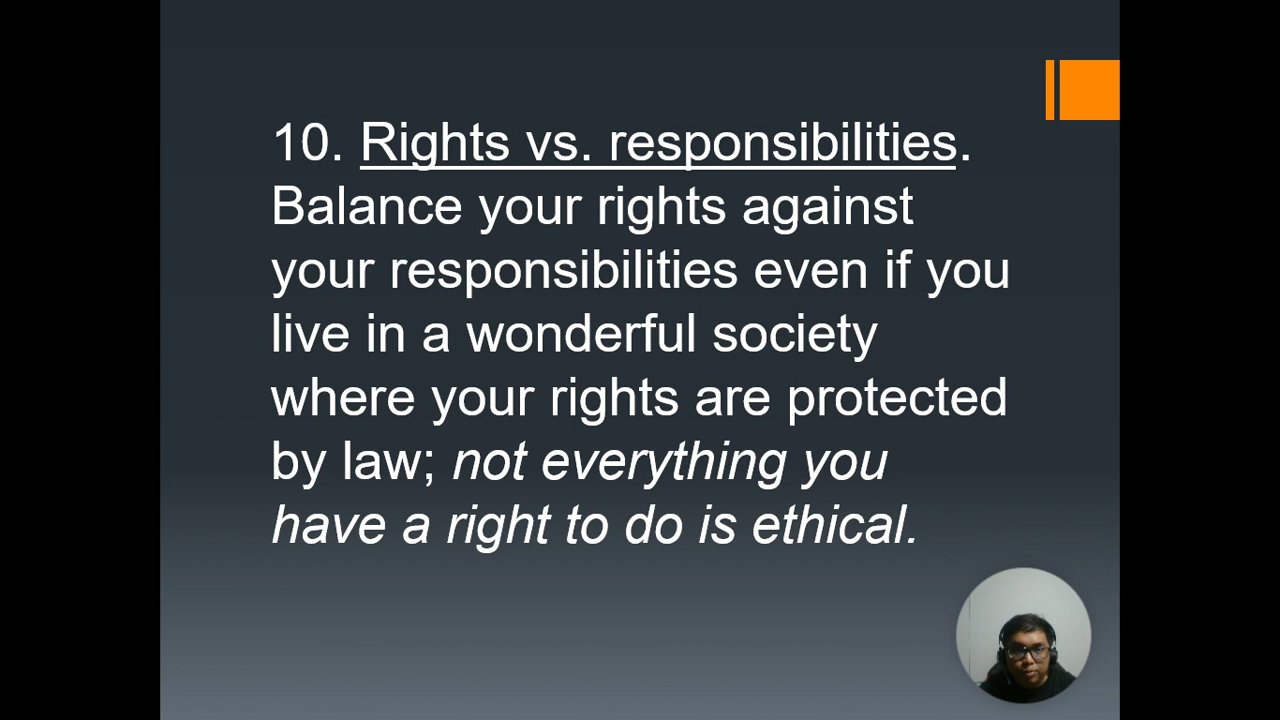 10. Rights vs. responsibilities.
Balance your rights against
your responsibilities even if you
live in a wonderful society
where your rights are protected
by law; not everything you
have a right to do is ethical.